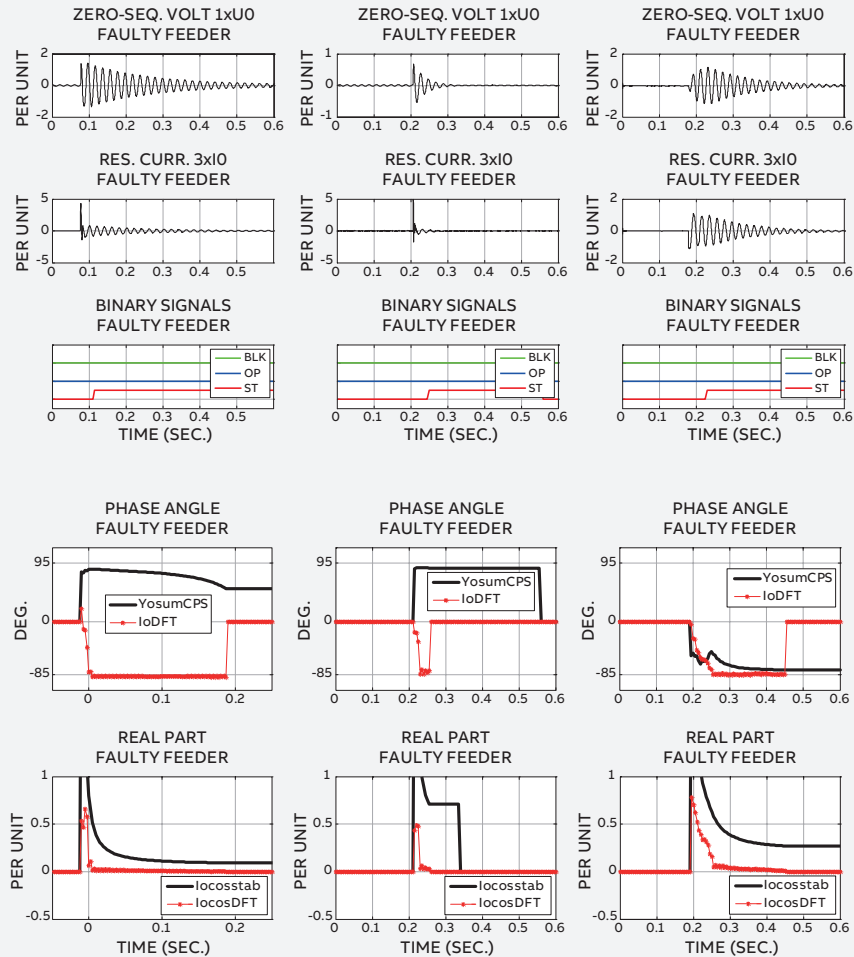 ZERO-SEQ. VOLT 1xU0
FAULTY FEEDER
ZERO-SEQ. VOLT 1xU0
FAULTY FEEDER
ZERO-SEQ. VOLT 1xU0
FAULTY FEEDER
PER UNIT
2
0
-2
0 0.1 0.2 0.3 0.4 0.5 0.6
PER UNIT
1
0
-1
0 0.1 0.2 0.3 0.4 0.5 0.6
PER UNIT
2
0
-2
0 0.1 0.2 0.3 0.4 0.5 0.6
RES. CURR. 3xI0
FAULTY FEEDER
RES. CURR. 3xI0
FAULTY FEEDER
RES. CURR. 3xI0
FAULTY FEEDER
PER UNIT
5
0
-5
0 0.1 0.2 0.3 0.4 0.5 0.6
PER UNIT
5
0
-5
0 0.1 0.2 0.3 0.4 0.5 0.6
PER UNIT
2
0
-2
0 0.1 0.2 0.3 0.4 0.5 0.6
BINARY SIGNALS
FAULTY FEEDER
BINARY SIGNALS
FAULTY FEEDER
BINARY SIGNALS
FAULTY FEEDER
BLK
OP
ST
0 0.1 0.2 0.3 0.4 0.5
TIME (SEC.)
BLK
OP
ST
0 0.1 0.2 0.3 0.4 0.5 0.6
TIME (SEC.)
BLK
OP
ST
0 0.1 0.2 0.3 0.4 0.5 0.6
TIME (SEC.)
PHASE ANGLE
FAULTY FEEDER
PHASE ANGLE
FAULTY FEEDER
PHASE ANGLE
FAULTY FEEDER
DEG.
95
0
-85
YosumCPS
IoDFT
0 0.2
DEG.
95
0
-85
YosumCPS
IoDFT
0 0.1 0.2 0.3 0.4 0.5 0.6
DEG.
95
0
-85
YosumCPS
IoDFT
0 0.1 0.2 0.3 0.4 0.5 0.6
REAL PART
FAULTY FEEDER
REAL PART
FAULTY FEEDER
REAL PART
FAULTY FEEDER
PER UNIT
1
0.5
0
-0.5
Iocosstab
IocosDFT
0 0.2
TIME (SEC.)
PER UNIT
1
0.5
0
-0.5
Iocosstab
IocosDFT
0 0.1 0.2 0.3 0.4 0.5 0.6
TIME (SEC.)
PER UNIT
1
0.5
0
-0.5
Iocosstab
IocosDFT
0 0.1 0.2 0.3 0.4 0.5 0.6
TIME (SEC.)